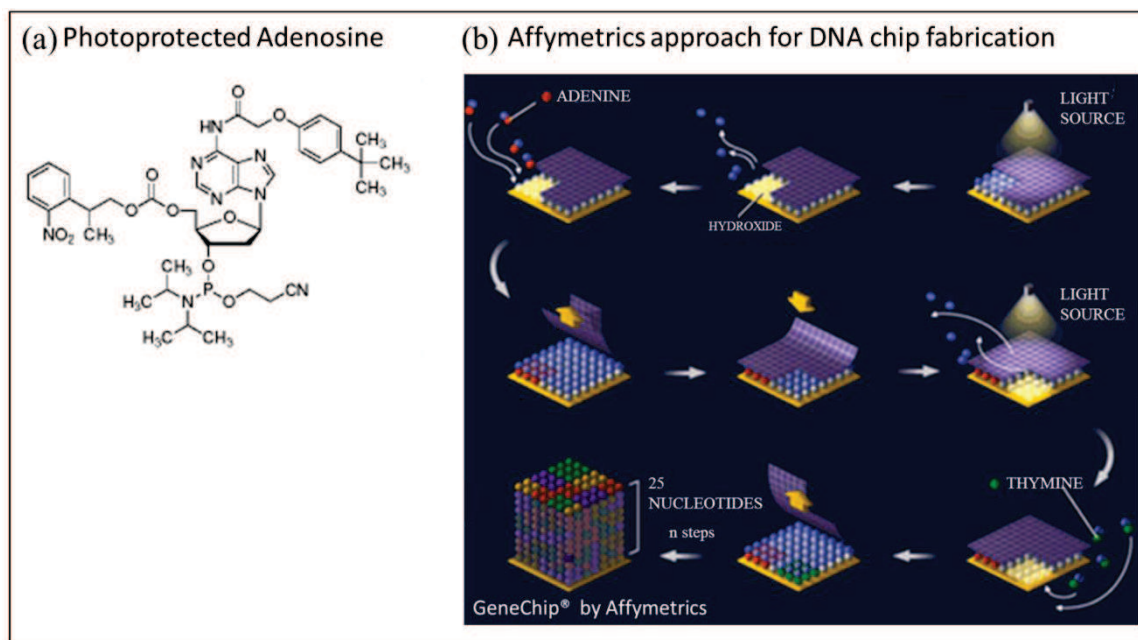 (a) Photoprotected Adenosine
(b) Affymetrics approach for DNA chip fabrication
O
O
HN
CH₃
CH₃
CH₃
N
N
N
N
O
O
O
O
O
NO₂
CH₃
O
CH₃
P
O
CN
H₃C
N
H₃C
CH₃
CH₃
ADENINE
HYDROXIDE
LIGHT
SOURCE
LIGHT
SOURCE
25
NUCLEOTIDES
n steps
THYMINE
GeneChip® by Affymetrics